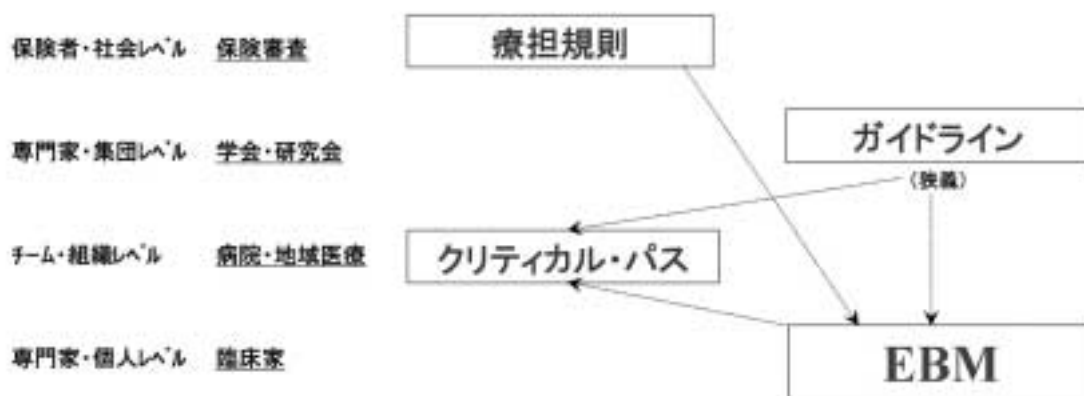 保険者・社会ﾚﾍﾞﾙ 保険審査 療担規則
ガイドライン
専門家・集団ﾚﾍﾞﾙ 学会・研究会
(狭義)
ﾁｰﾑ・組織ﾚﾍﾞﾙ 病院・地域医療 クリティカル・パス
専門家・個人ﾚﾍﾞﾙ 臨床家 EBM